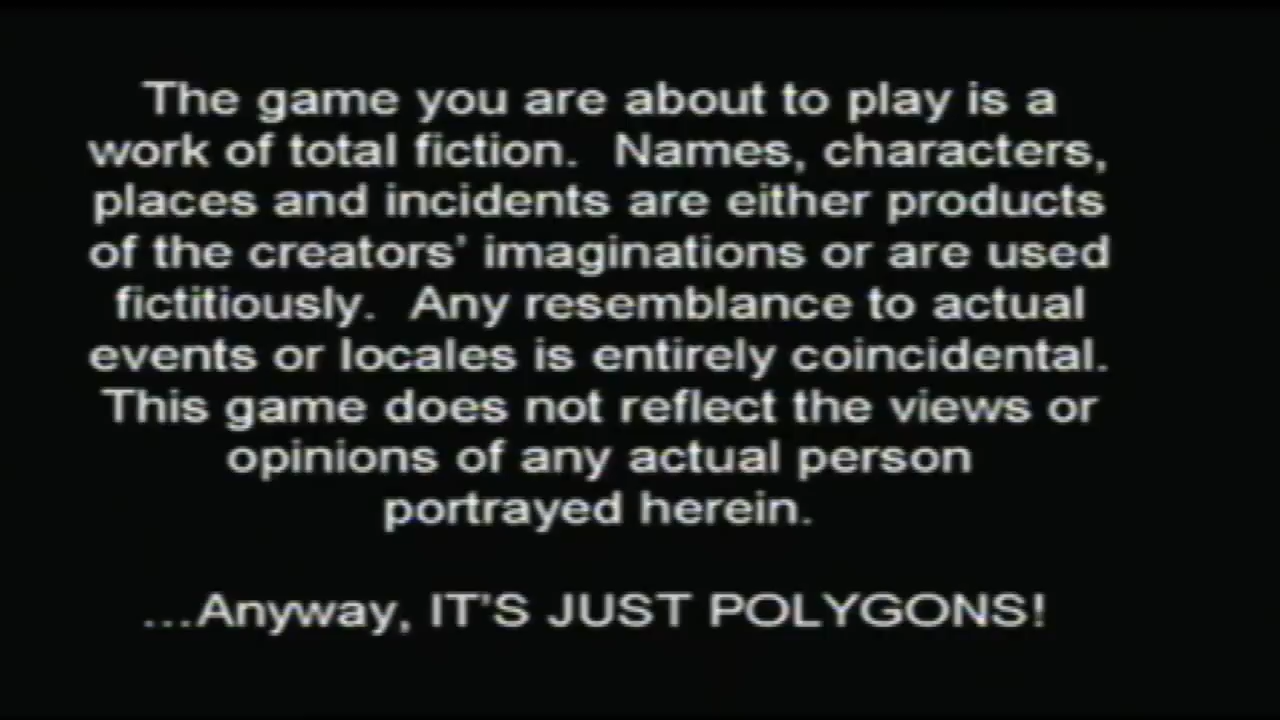 The game you are about to play is a
work of total fiction.  Names, characters,
places and incidents are either products
of the creators’ imaginations or are used
fictitiously.  Any resemblance to actual
events or locales is entirely coincidental.
This game does not reflect the views or
opinions of any actual person
portrayed herein.
...Anyway, IT’S JUST POLYGONS!